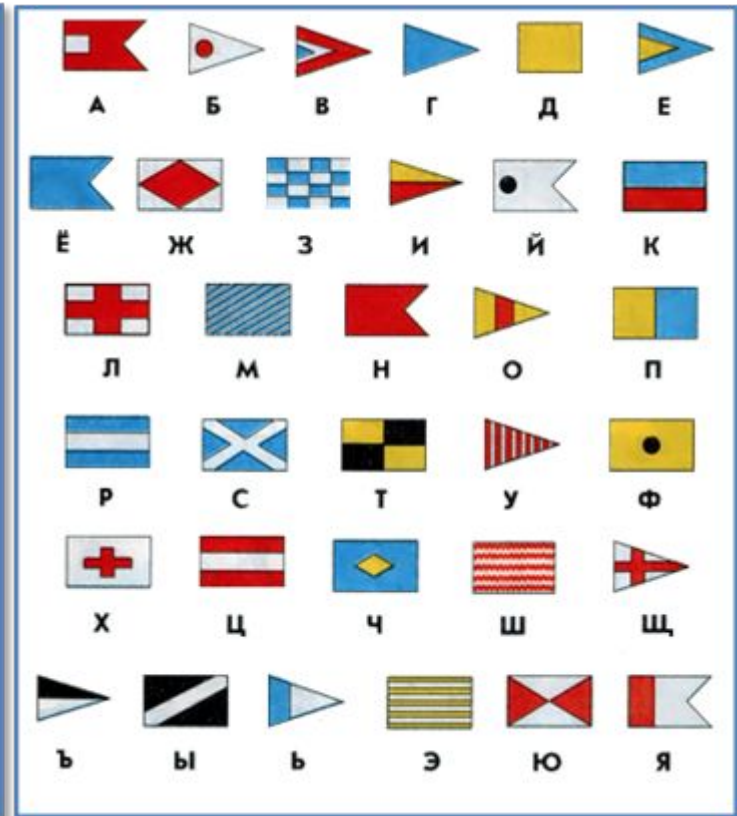 А Б В Г Д Е
Ё Ж З И Й К
Л М Н О П
Р С Т У Ф
Х Ц Ч Ш Щ
Ъ Ы Ь Э Ю Я